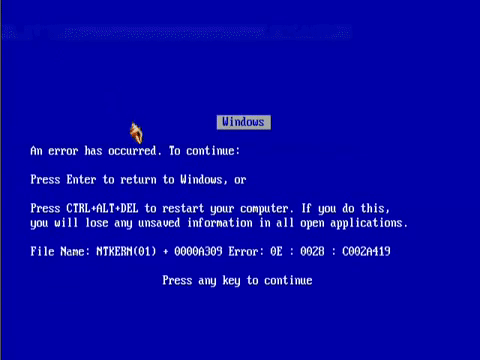 Windows
An error has occurred. To continue:
Press Enter to return to Windows, or
Press CTRL+ALT+DEL to restart your computer. If you do this,
you will lose any unsaved information in all open applications.
File Name: NTKERN(01) + 0000A309 Error: 0E : 0028 : C002A419
Press any key to continue